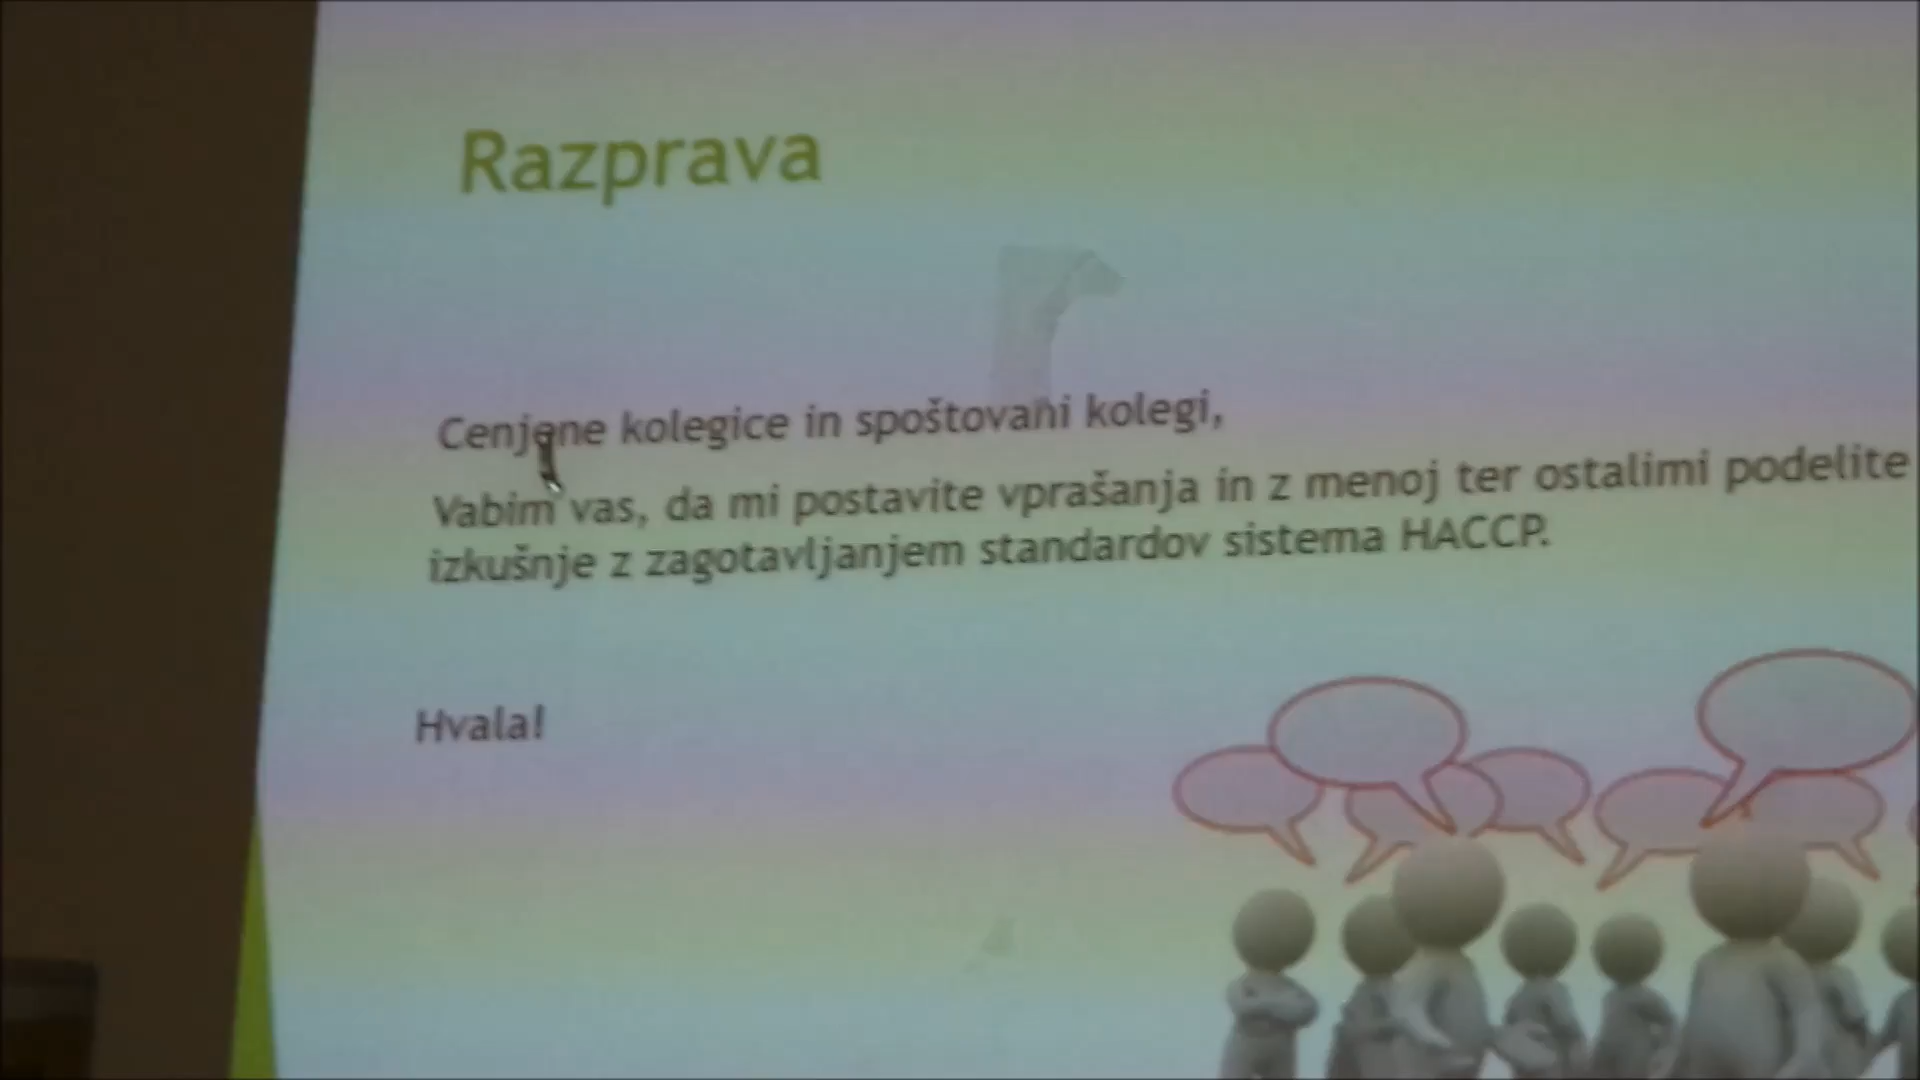 Razprava
Cenjene kolegice in spoštovani kolegi,
Vabim vas, da mi postavite vprašanja in z menoj ter ostalimi podelite
izkušnje z zagotavljanjem standardov sistema HACCP.
Hvala!